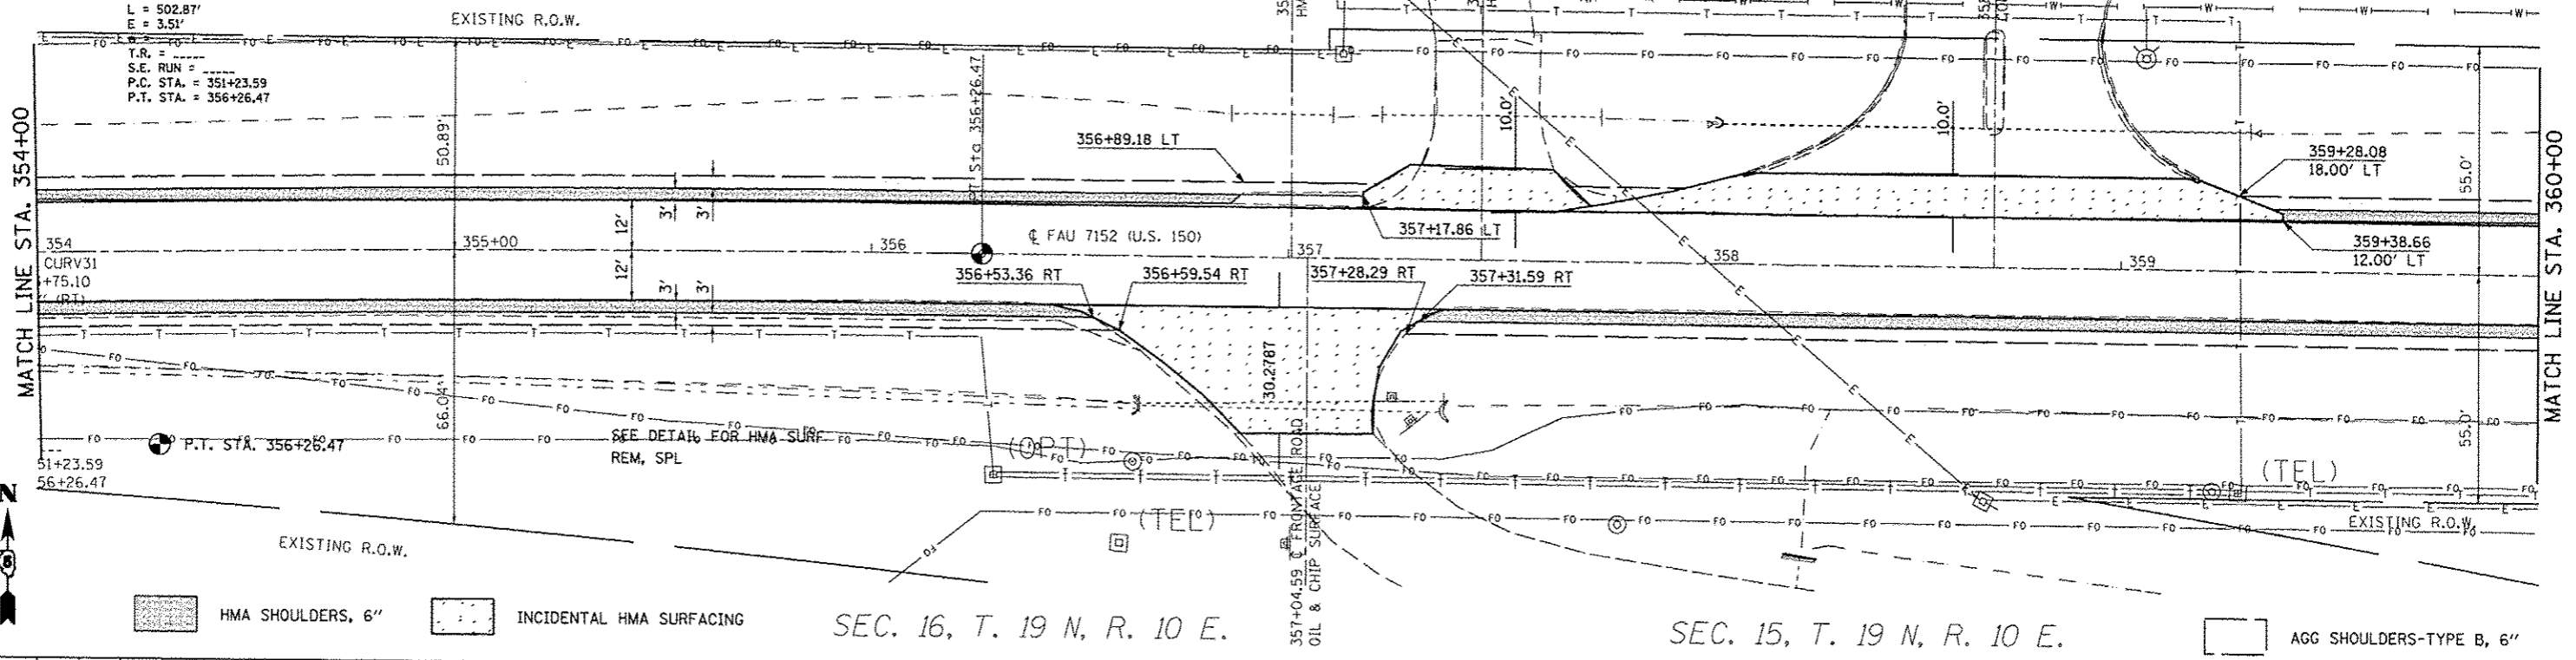 L = 502.87'
E = 3.51'
T.R. = -----
S.E. RUN = -----
P.C. STA. = 351+23.59
P.T. STA. = 356+26.47
EXISTING R.O.W.
MATCH LINE STA. 354+00
50.89'
PT Sta 356+26.47
356+89.18 LT
10.0'
10.0'
359+28.08
18.00' LT
55.0'
MATCH LINE STA. 360+00
3'
3'
12'
357+17.86 LT
359+38.66
12.00' LT
354
355+00
356
℄ FAU 7152 (U.S. 150)
357
358
359
CURV31
+75.10
(RT)
12'
3'
3'
356+53.36 RT
356+59.54 RT
357+28.29 RT
357+31.59 RT
30.2787
66.04'
55.0'
P.T. STA. 356+26.47
SEE DETAIL FOR HMA SURF
REM, SPL
(OPT)
(TEL)
(TEL)
51+23.59
56+26.47
EXISTING R.O.W.
EXISTING R.O.W.
357+04.59 ℄ FRONTAGE ROAD
OIL & CHIP SURFACE
N
HMA SHOULDERS, 6"
INCIDENTAL HMA SURFACING
SEC. 16, T. 19 N, R. 10 E.
SEC. 15, T. 19 N, R. 10 E.
AGG SHOULDERS-TYPE B, 6"